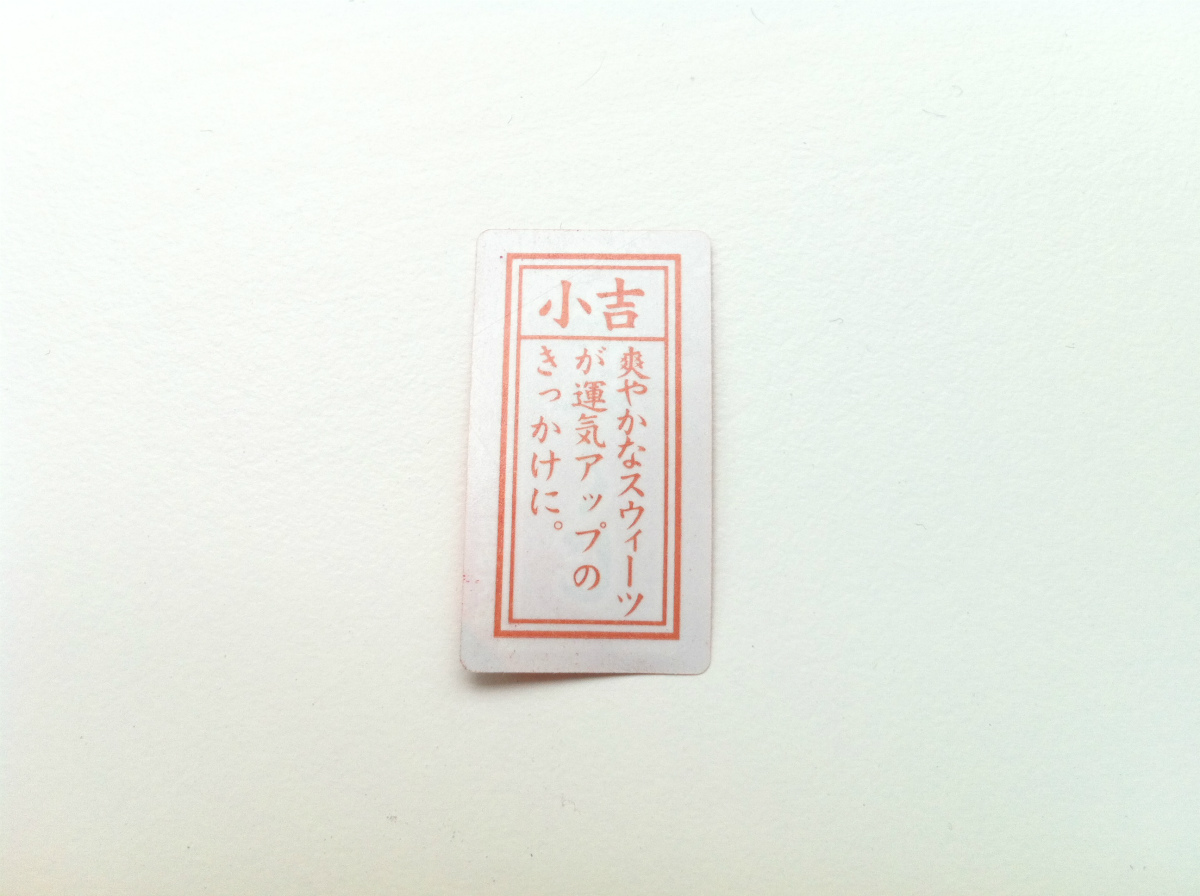 小吉
爽やかなスウィーツ
が運気アップの
きっかけに。